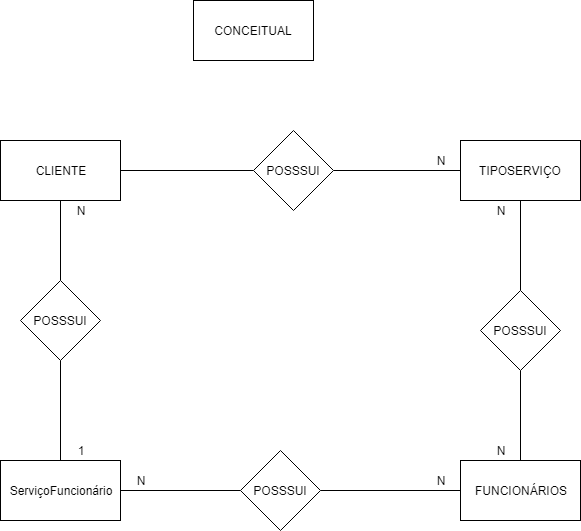 CONCEITUAL
CLIENTE
POSSSUI
N
TIPOSERVIÇO
N
N
POSSSUI
POSSSUI
1
N
ServiçoFuncionário
N
POSSSUI
N
FUNCIONÁRIOS